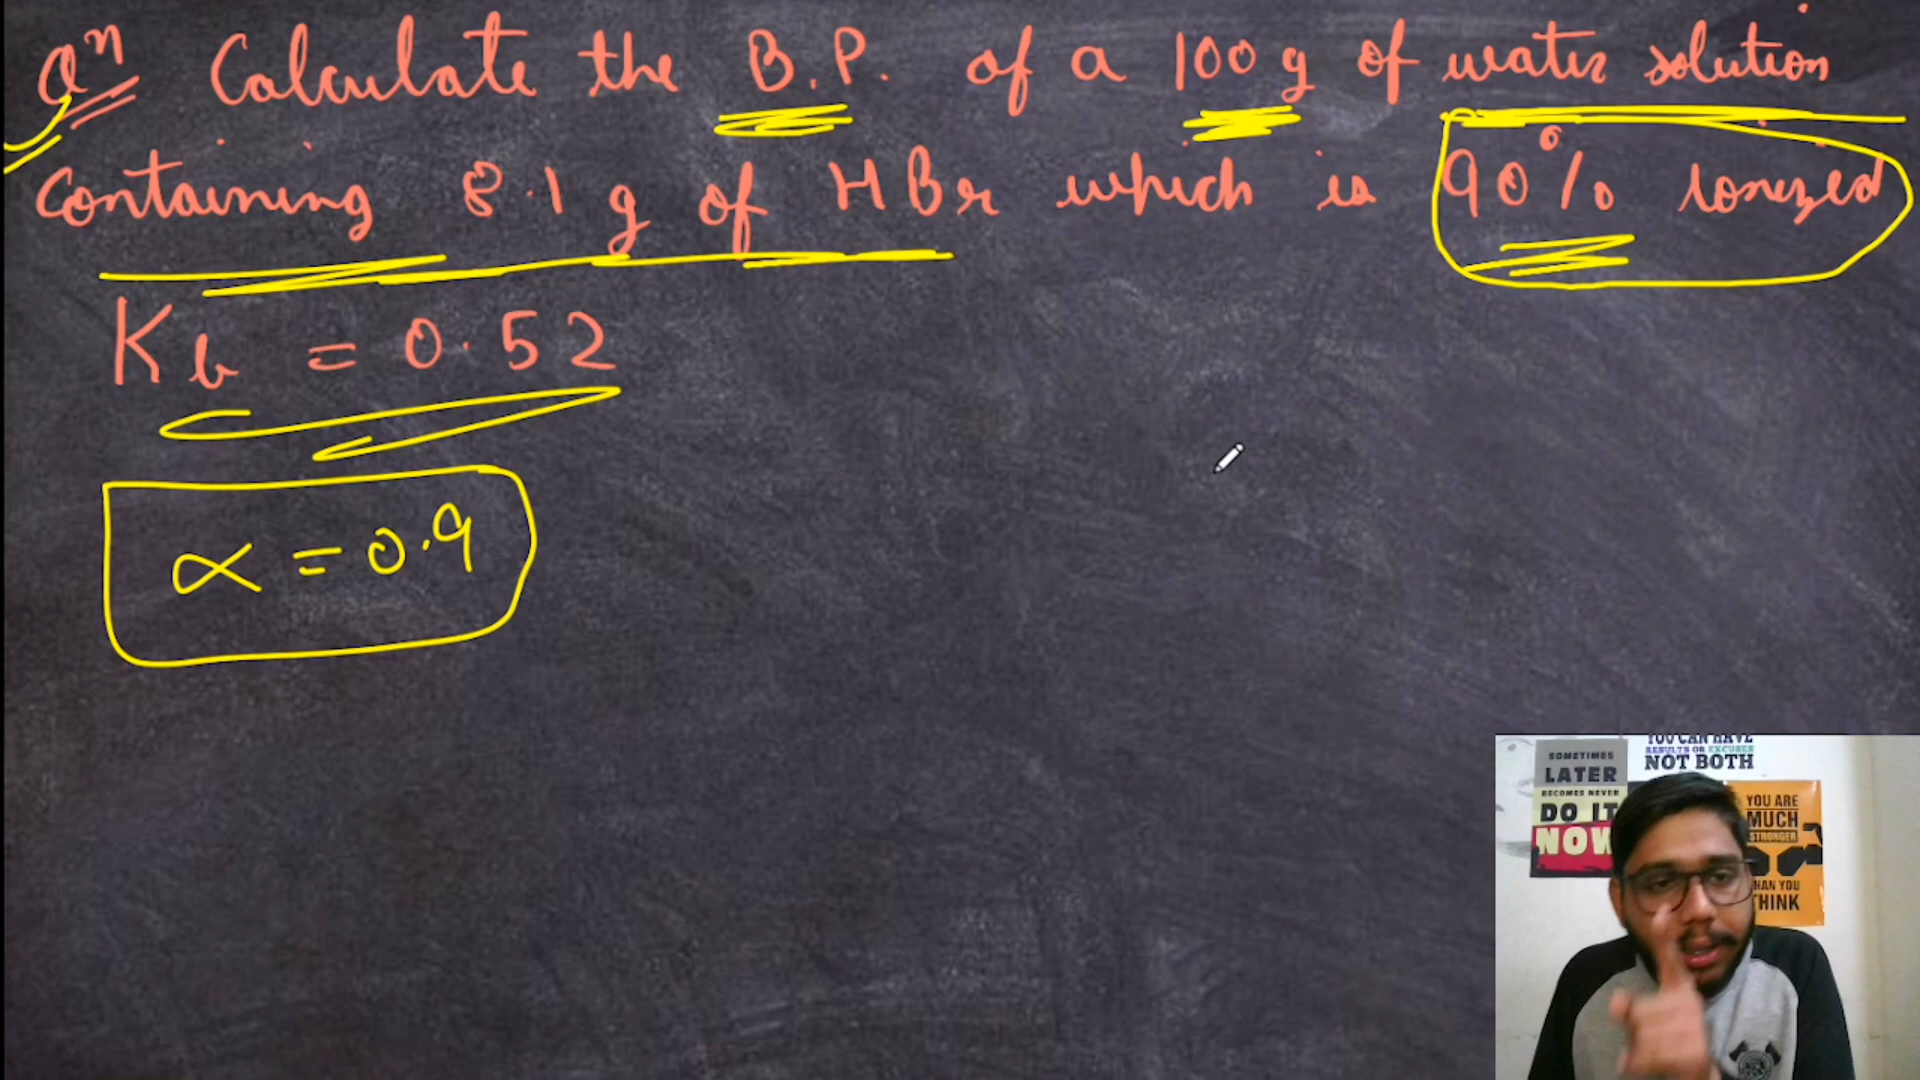 Qn Calculate the B.P. of a 100 g of water solution
containing 8.1 g of HBr which is 90% ionized
Kb = 0.52
α = 0.9
SOMETIMES
LATER
BECOMES NEVER
DO IT
NOW
YOU CAN HAVE
RESULTS OR EXCUSES
NOT BOTH
YOU ARE
MUCH
STRONGER
THAN YOU
THINK